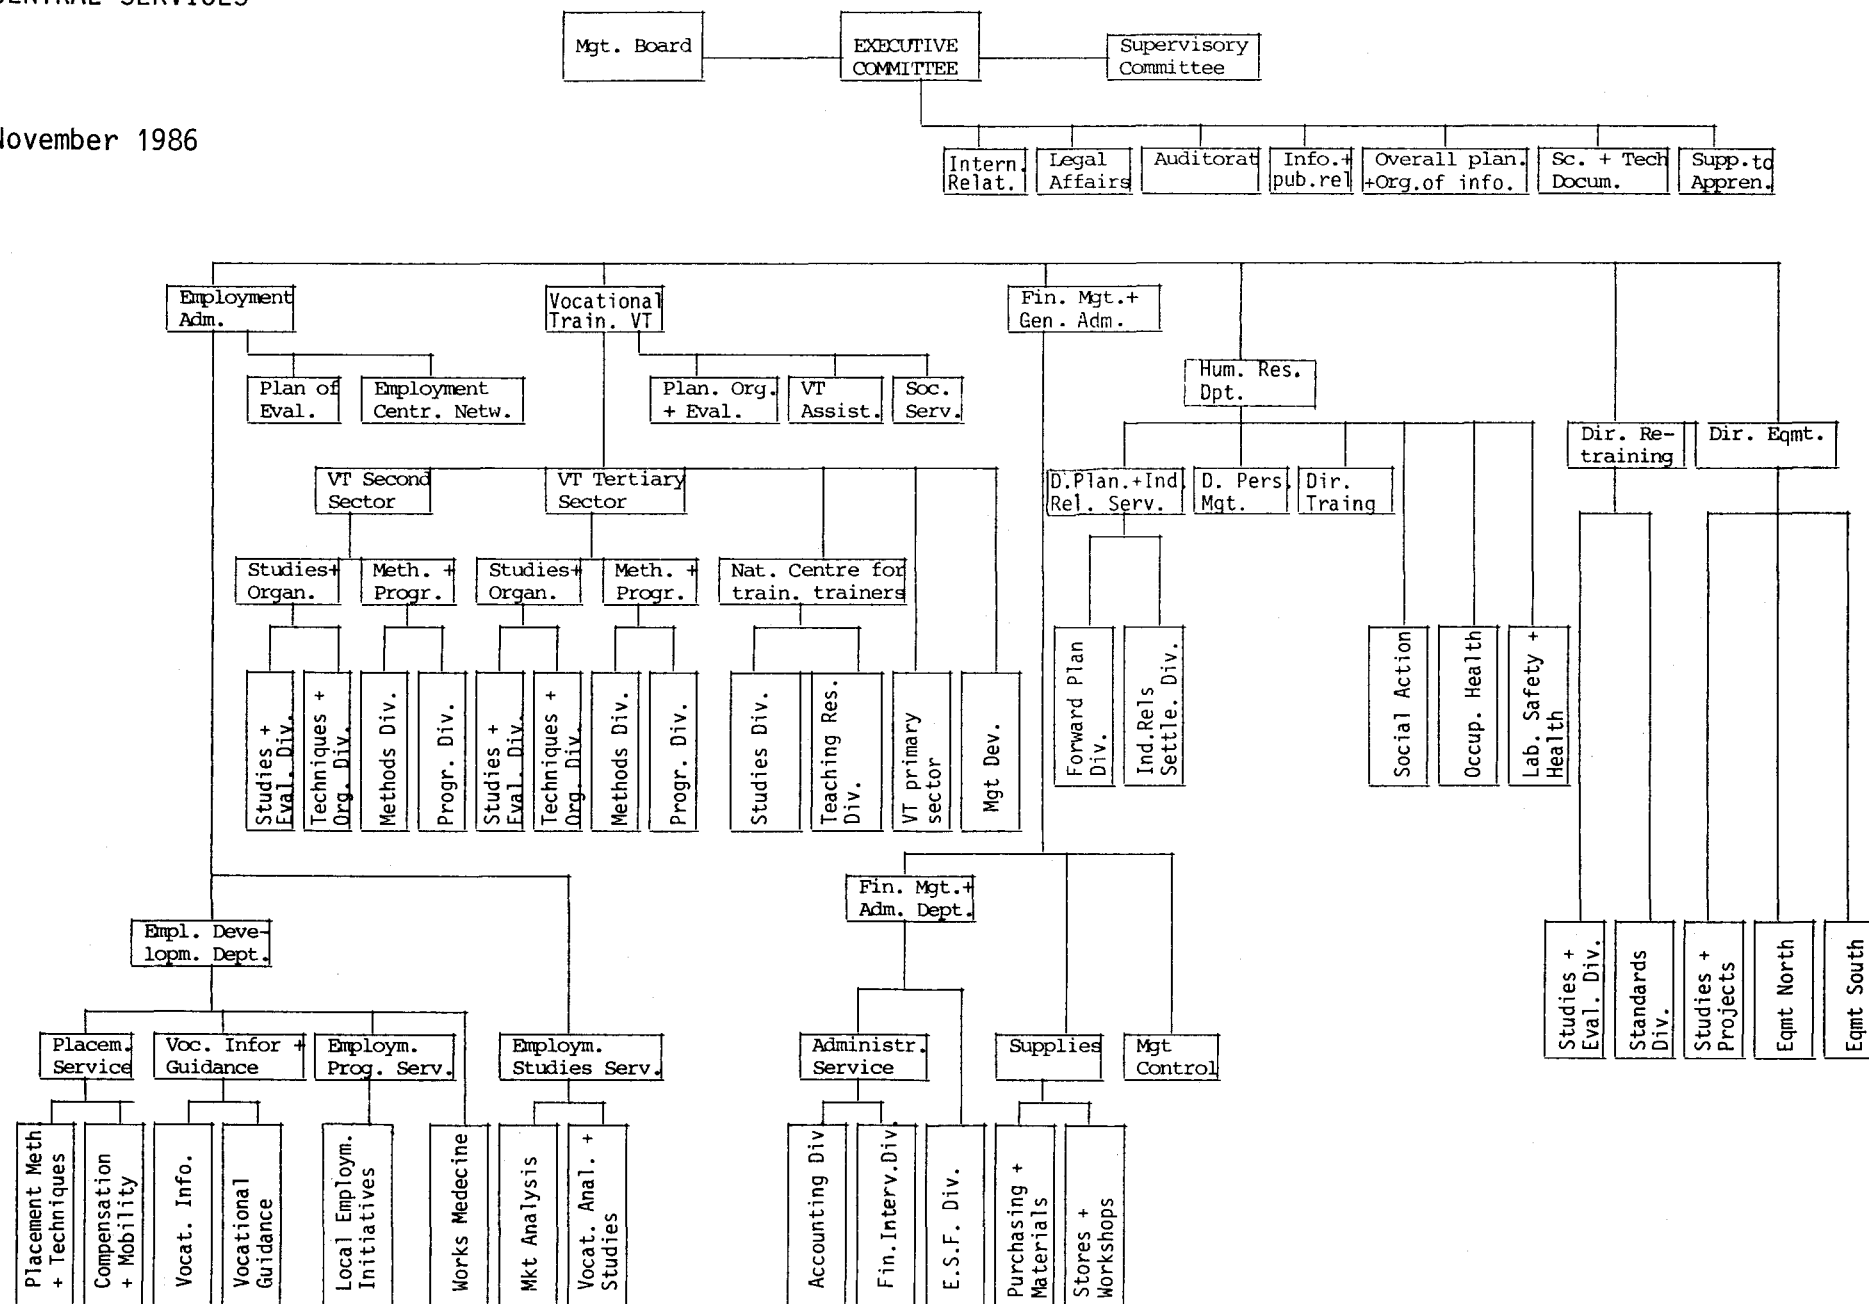 CENTRAL SERVICES
November 1986
Mgt. Board
EXECUTIVE
COMMITTEE
Supervisory
Committee
Intern.
Relat.
Legal
Affairs
Auditorat
Info.+
pub.rel
Overall plan.
+Org.of info.
Sc. + Tech
Docum.
Supp.to
Appren.
Employment
Adm.
Vocational
Train. VT
Fin. Mgt.+
Gen. Adm.
Hum. Res.
Dpt.
Plan of
Eval.
Employment
Centr. Netw.
Plan. Org.
+ Eval.
VT
Assist.
Soc.
Serv.
Dir. Re-
training
Dir. Eqmt.
VT Second
Sector
VT Tertiary
Sector
D.Plan.+Ind.
Rel. Serv.
D. Pers.
Mgt.
Dir.
Traing
Studies+
Organ.
Meth. +
Progr.
Studies+
Organ.
Meth. +
Progr.
Nat. Centre for
train. trainers
Studies +
Eval. Div.
Techniques +
Org. Div.
Methods Div.
Progr. Div.
Studies +
Eval. Div.
Techniques +
Org. Div.
Methods Div.
Progr. Div.
Studies Div.
Teaching Res.
Div.
VT primary
sector
Mgt Dev.
Forward Plan
Div.
Ind.Rels
Settle. Div.
Social Action
Occup. Health
Lab. Safety +
Health
Fin. Mgt.+
Adm. Dept.
Empl. Deve-
lopm. Dept.
Studies +
Eval. Div.
Standards
Div.
Studies +
Projects
Eqmt North
Eqmt South
Placem.
Service
Voc. Infor +
Guidance
Employm.
Prog. Serv.
Employm.
Studies Serv.
Administr.
Service
Supplies
Mgt
Control
Placement Meth
+ Techniques
Compensation
+ Mobility
Vocat. Info.
Vocational
Guidance
Local Employm.
Initiatives
Works Medecine
Mkt Analysis
Vocat. Anal. +
Studies
Accounting Div
Fin.Interv.Div.
E.S.F. Div.
Purchasing +
Materials
Stores +
Workshops